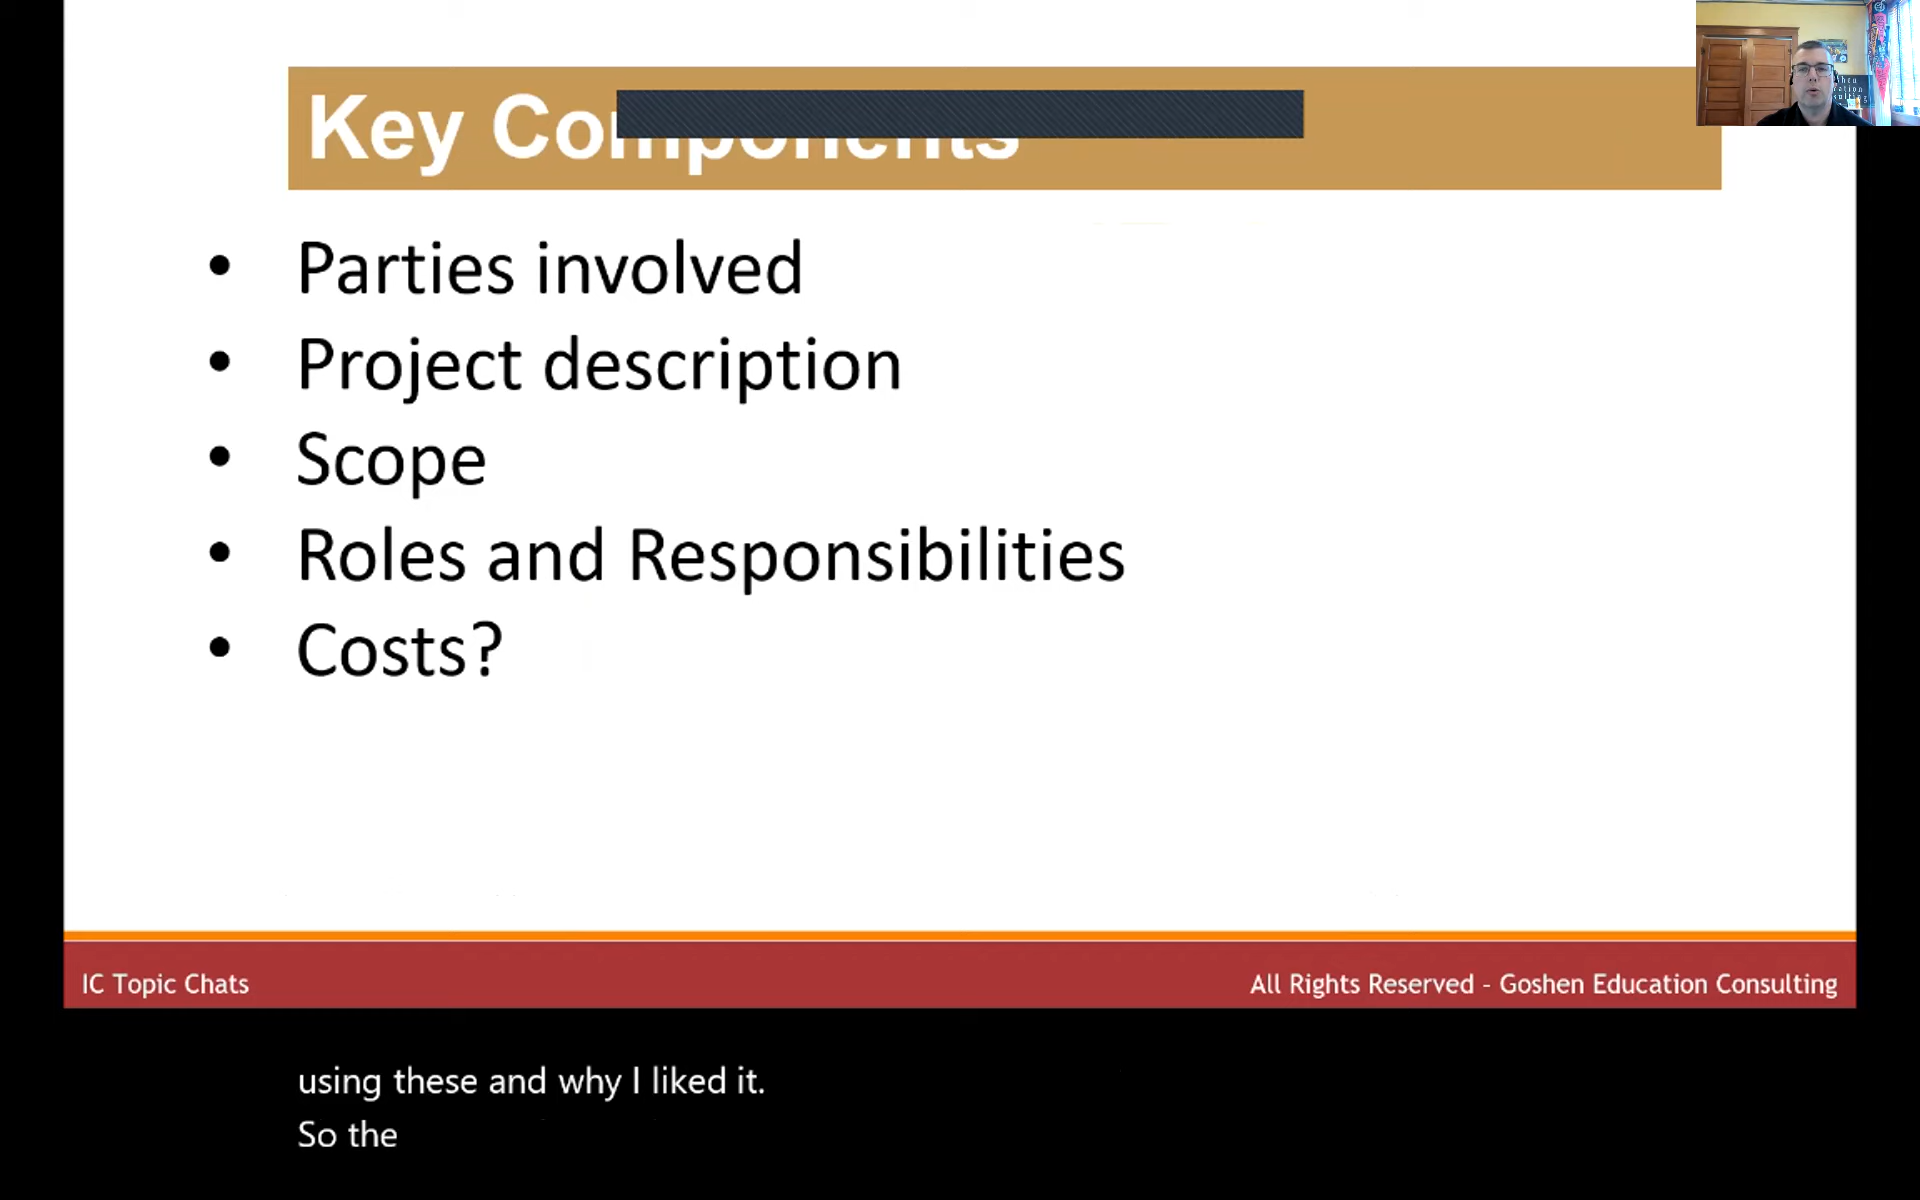 Key Components
• Parties involved
• Project description
• Scope
• Roles and Responsibilities
• Costs?
IC Topic Chats
All Rights Reserved - Goshen Education Consulting
using these and why I liked it.
So the